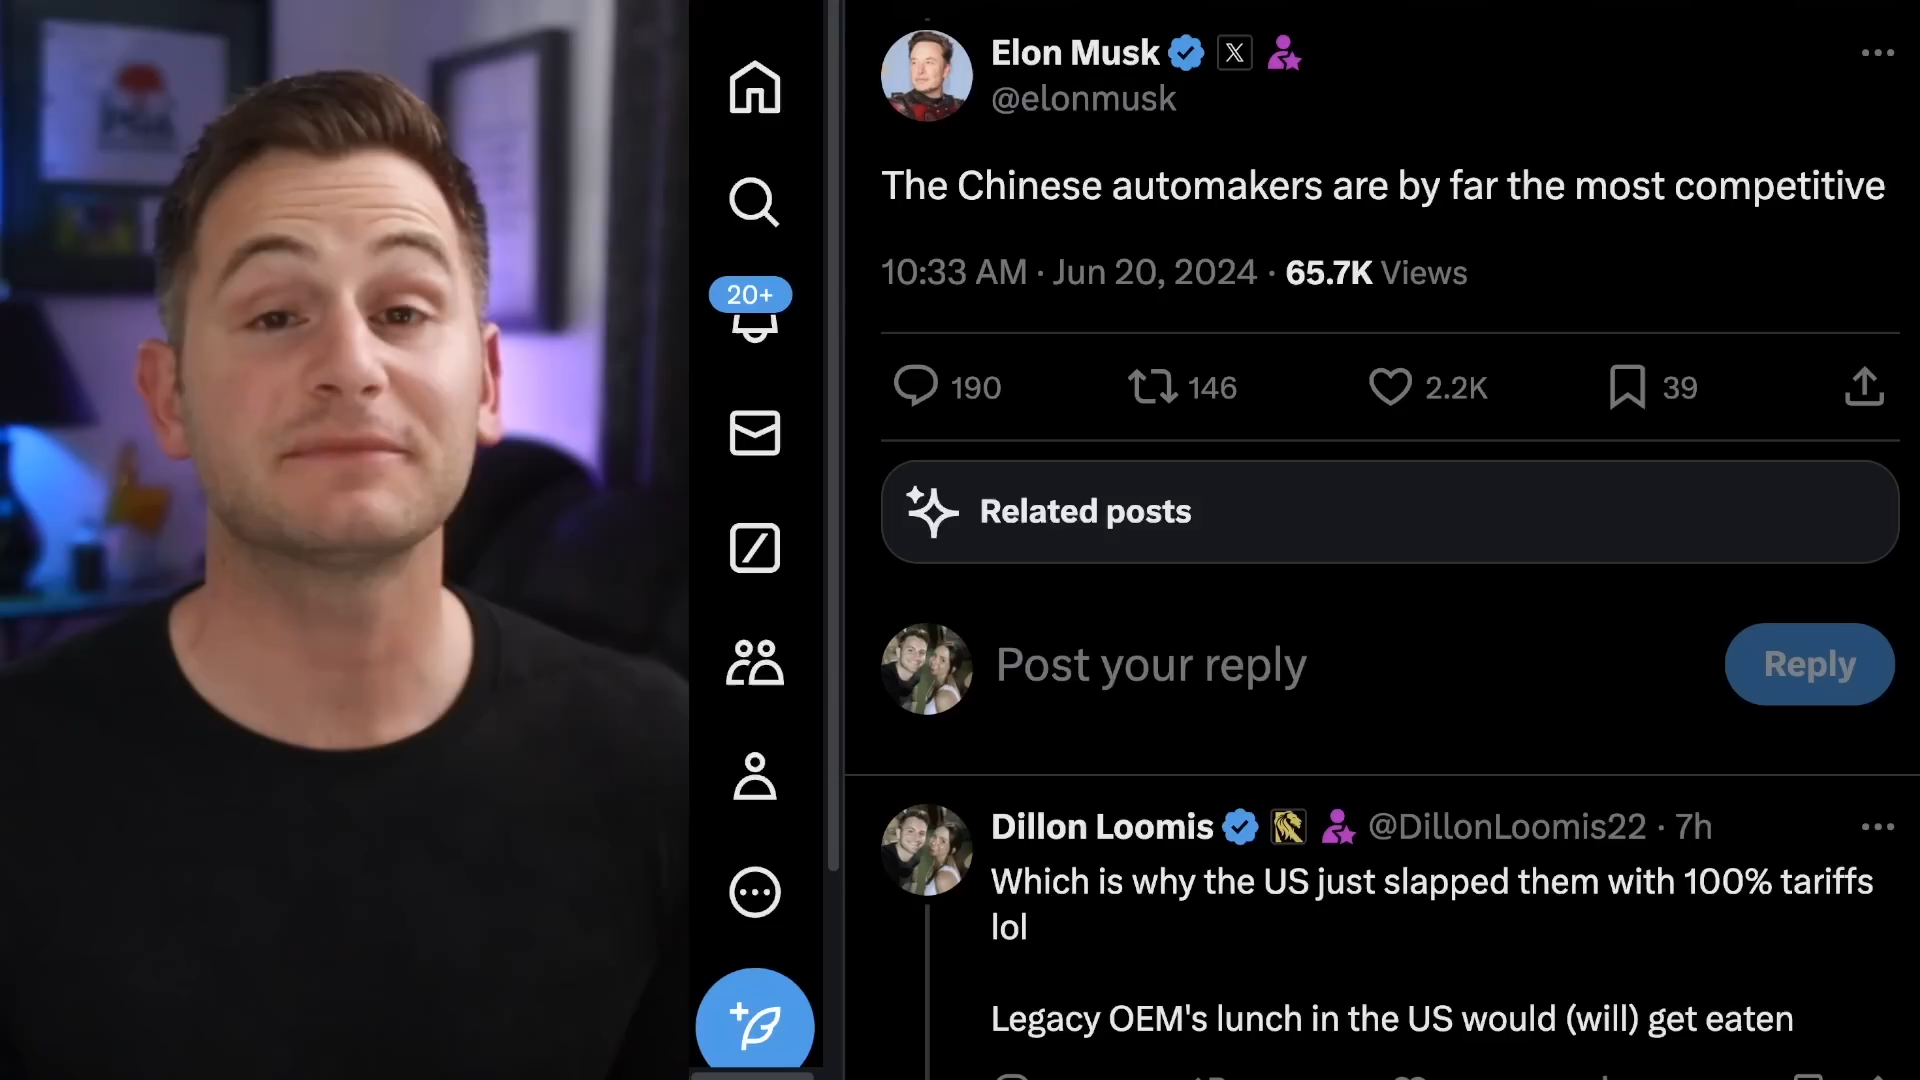 Elon Musk
@elonmusk
The Chinese automakers are by far the most competitive
10:33 AM · Jun 20, 2024 · 65.7K Views
20+
190 146 2.2K 39
Related posts
Post your reply
Reply
Dillon Loomis @DillonLoomis22 · 7h
Which is why the US just slapped them with 100% tariffs
lol
Legacy OEM's lunch in the US would (will) get eaten